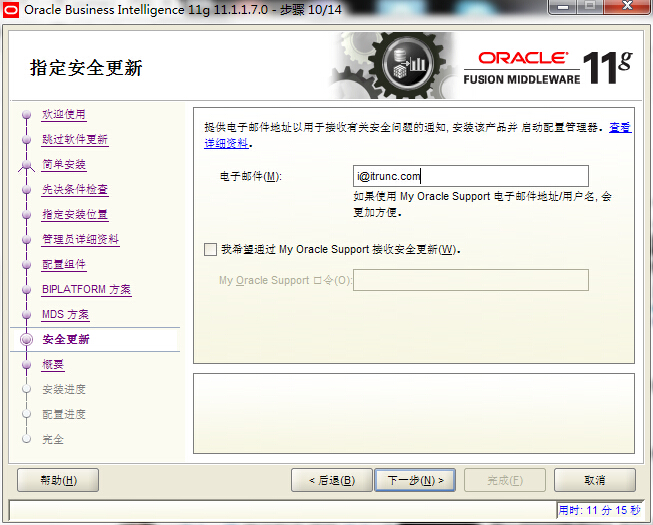 Oracle Business Intelligence 11g 11.1.1.7.0 - 步骤 10/14
指定安全更新
ORACLE
FUSION MIDDLEWARE 11g
欢迎使用
跳过软件更新
简单安装
先决条件检查
指定安装位置
管理员详细资料
配置组件
BIPLATFORM 方案
MDS 方案
安全更新
概要
安装进度
配置进度
完全
提供电子邮件地址以用于接收有关安全问题的通知, 安装该产品并 启动配置管理器。查看
详细资料。
电子邮件(M): i@itrunc.com
如果使用 My Oracle Support 电子邮件地址/用户名, 会
更加方便。
我希望通过 My Oracle Support 接收安全更新(W)。
My Oracle Support 口令(O):
帮助(H) < 后退(B) 下一步(N) > 完成(F) 取消
用时: 11 分 15 秒